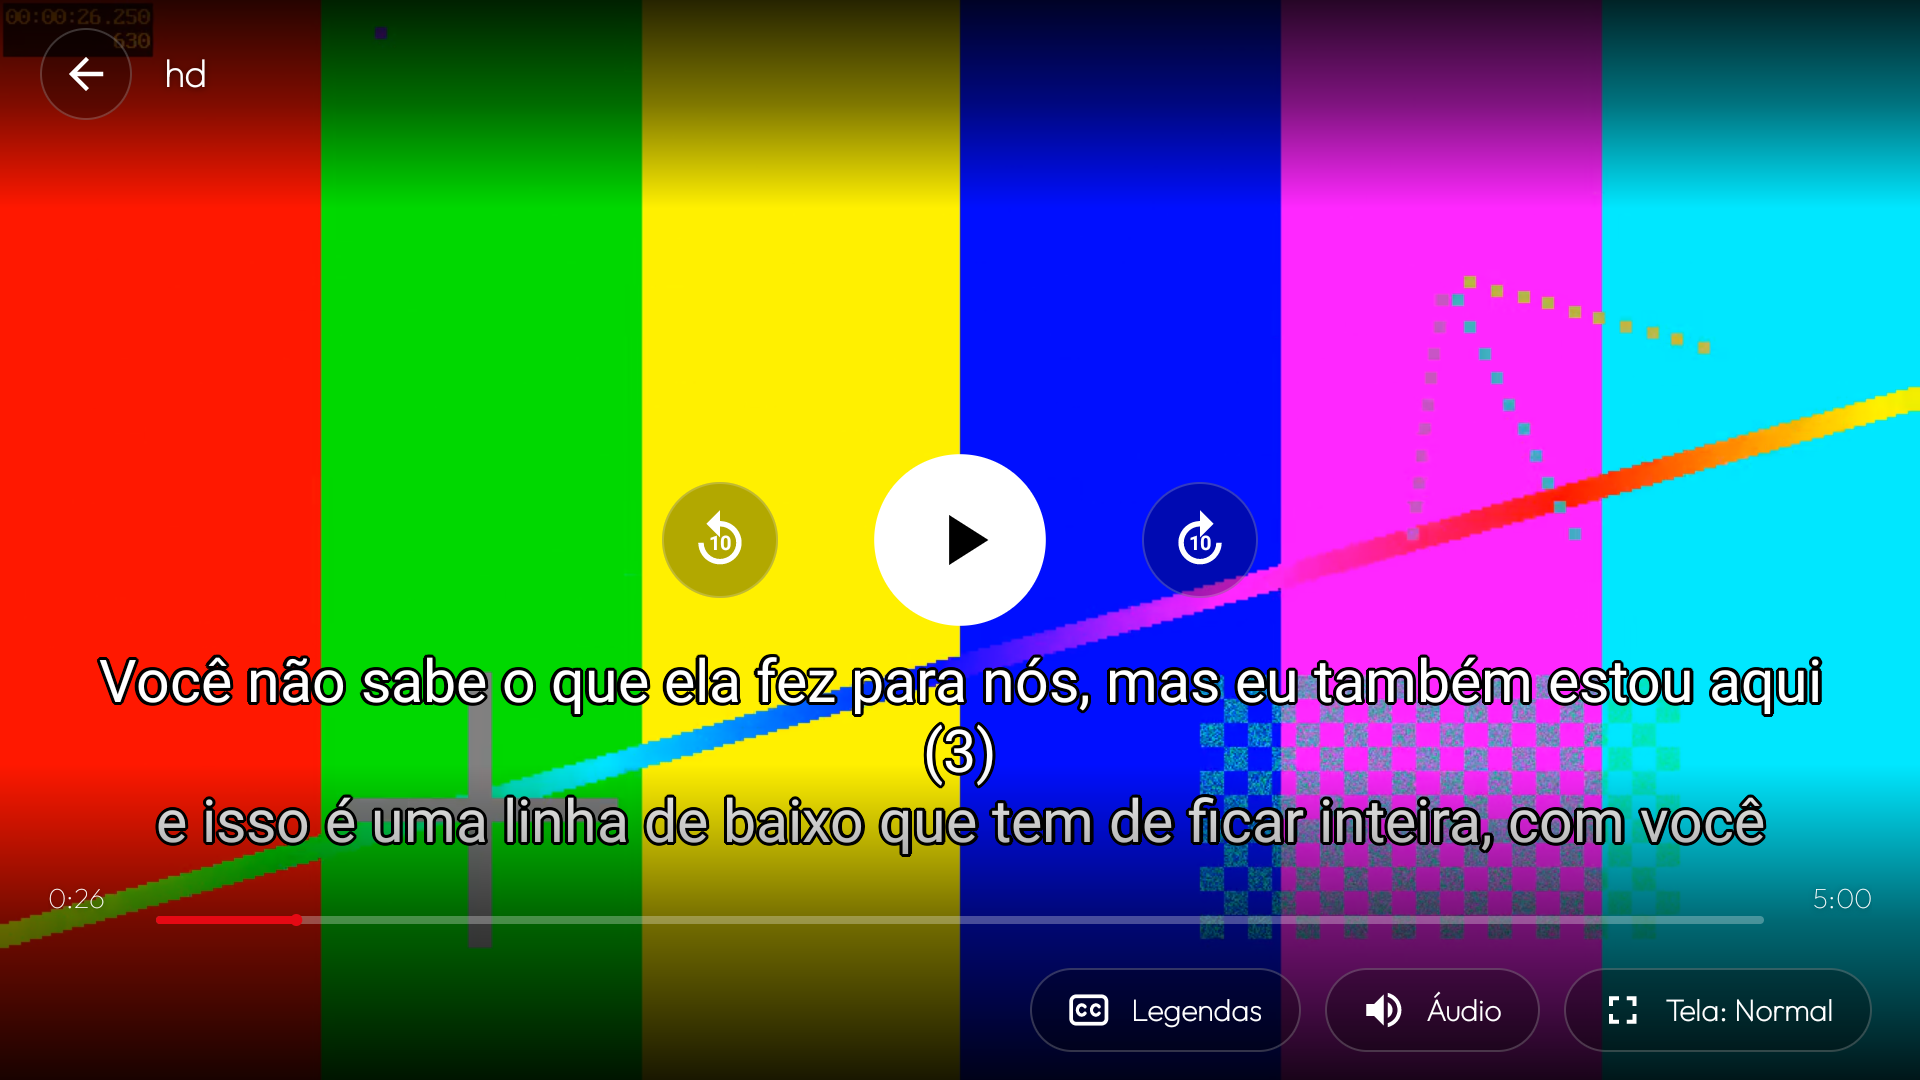 00:00:26.250
630
hd
10
10
Você não sabe o que ela fez para nós, mas eu também estou aqui
(3)
e isso é uma linha de baixo que tem de ficar inteira, com você
0:26
5:00
CC Legendas
Áudio
Tela: Normal